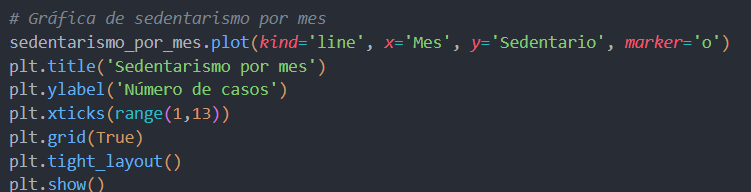 # Gráfica de sedentarismo por mes
sedentarismo_por_mes.plot(kind='line', x='Mes', y='Sedentario', marker='o')
plt.title('Sedentarismo por mes')
plt.ylabel('Número de casos')
plt.xticks(range(1,13))
plt.grid(True)
plt.tight_layout()
plt.show()